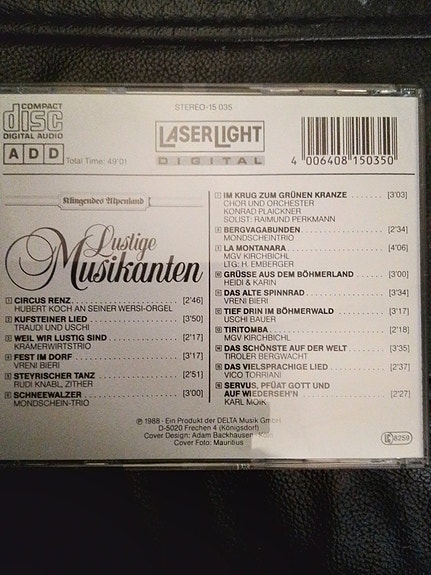 COMPACT
disc
DIGITAL AUDIO
ADD
Total Time: 49'01
STEREO-15 035
LASERLIGHT
DIGITAL
4 006408 150350
Klingendes Alpenland
Lustige
Musikanten
1 CIRCUS RENZ [2'46]
HUBERT KOCH AN SEINER WERSI-ORGEL
2 KUFSTEINER LIED [3'50]
TRAUDI UND USCHI
3 WEIL WIR LUSTIG SIND [2'17]
KRAMERWIRTSTRIO
4 FEST IM DORF [3'17]
VRENI BIERI
5 STEYRISCHER TANZ [2'51]
RUDI KNABL, ZITHER
6 SCHNEEWALZER [3'00]
MONDSCHEIN-TRIO
7 IM KRUG ZUM GRÜNEN KRANZE [3'03]
CHOR UND ORCHESTER
KONRAD PLAICKNER
SOLIST: RAIMUND PERKMANN
8 BERGVAGABUNDEN [2'34]
MONDSCHEINTRIO
9 LA MONTANARA [4'06]
MGV KIRCHBICHL
LTG: H. EMBERGER
10 GRÜSSE AUS DEM BÖHMERLAND [3'00]
HEIDI & KARIN
11 DAS ALTE SPINNRAD [3'34]
VRENI BIERI
12 TIEF DRIN IM BÖHMERWALD [3'17]
USCHI BAUER
13 TIRITOMBA [2'18]
MGV KIRCHBICHL
14 DAS SCHÖNSTE AUF DER WELT [3'35]
TIROLER BERGWACHT
15 DAS VIELSPRACHIGE LIED [2'37]
VICO TORRIANI
16 SERVUS, PFÜAT GOTT UND
AUF WIEDERSEH'N [2'27]
KARL MOIK
℗ 1988 · Ein Produkt der DELTA Musik GmbH
D-5020 Frechen 4 (Königsdorf)
Cover Design: Adam Backhausen, Köln
Cover Foto: Mauritius
LC 8259